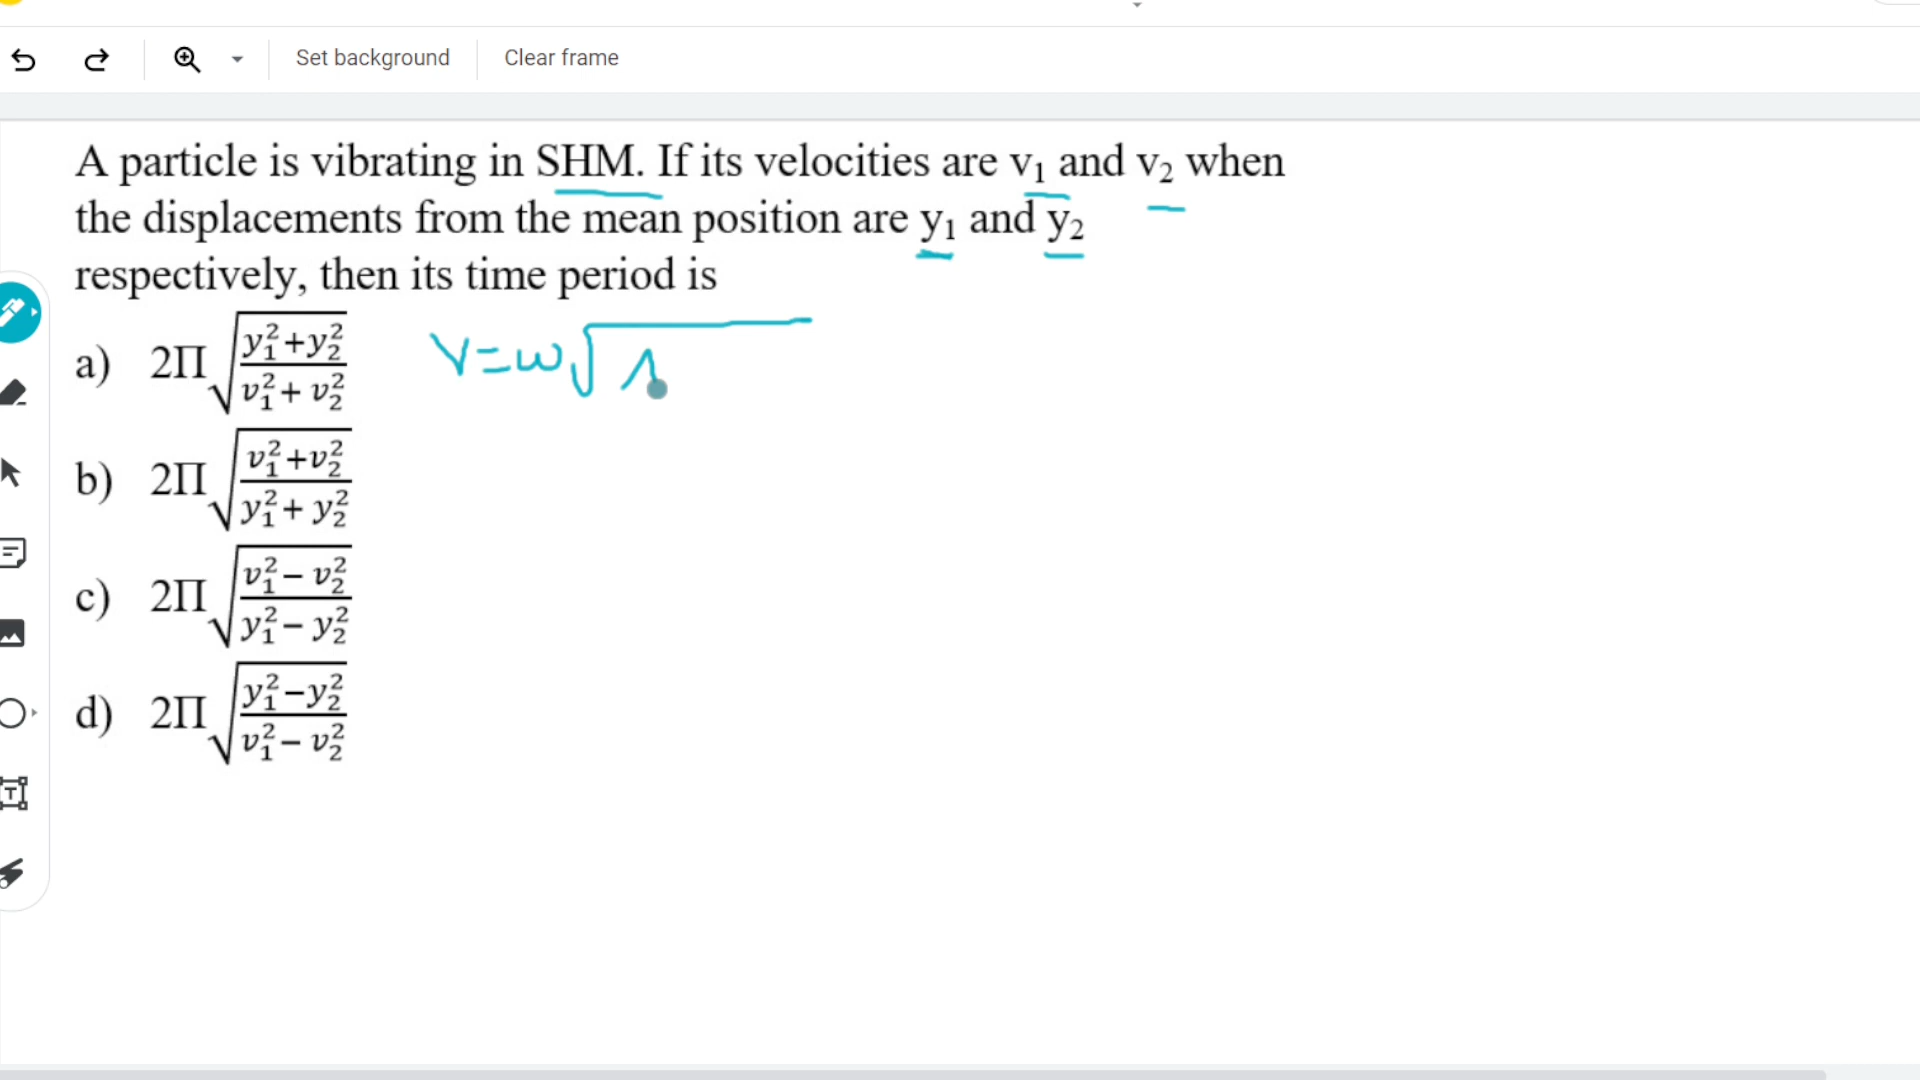 Set background
Clear frame
A particle is vibrating in SHM. If its velocities are v₁ and v₂ when
the displacements from the mean position are y₁ and y₂
respectively, then its time period is
a) 2Π √((y₁²+y₂²)/(v₁²+ v₂²))
v=ω√A
b) 2Π √((v₁²+v₂²)/(y₁²+ y₂²))
c) 2Π √((v₁²− v₂²)/(y₁²− y₂²))
d) 2Π √((y₁²−y₂²)/(v₁²− v₂²))